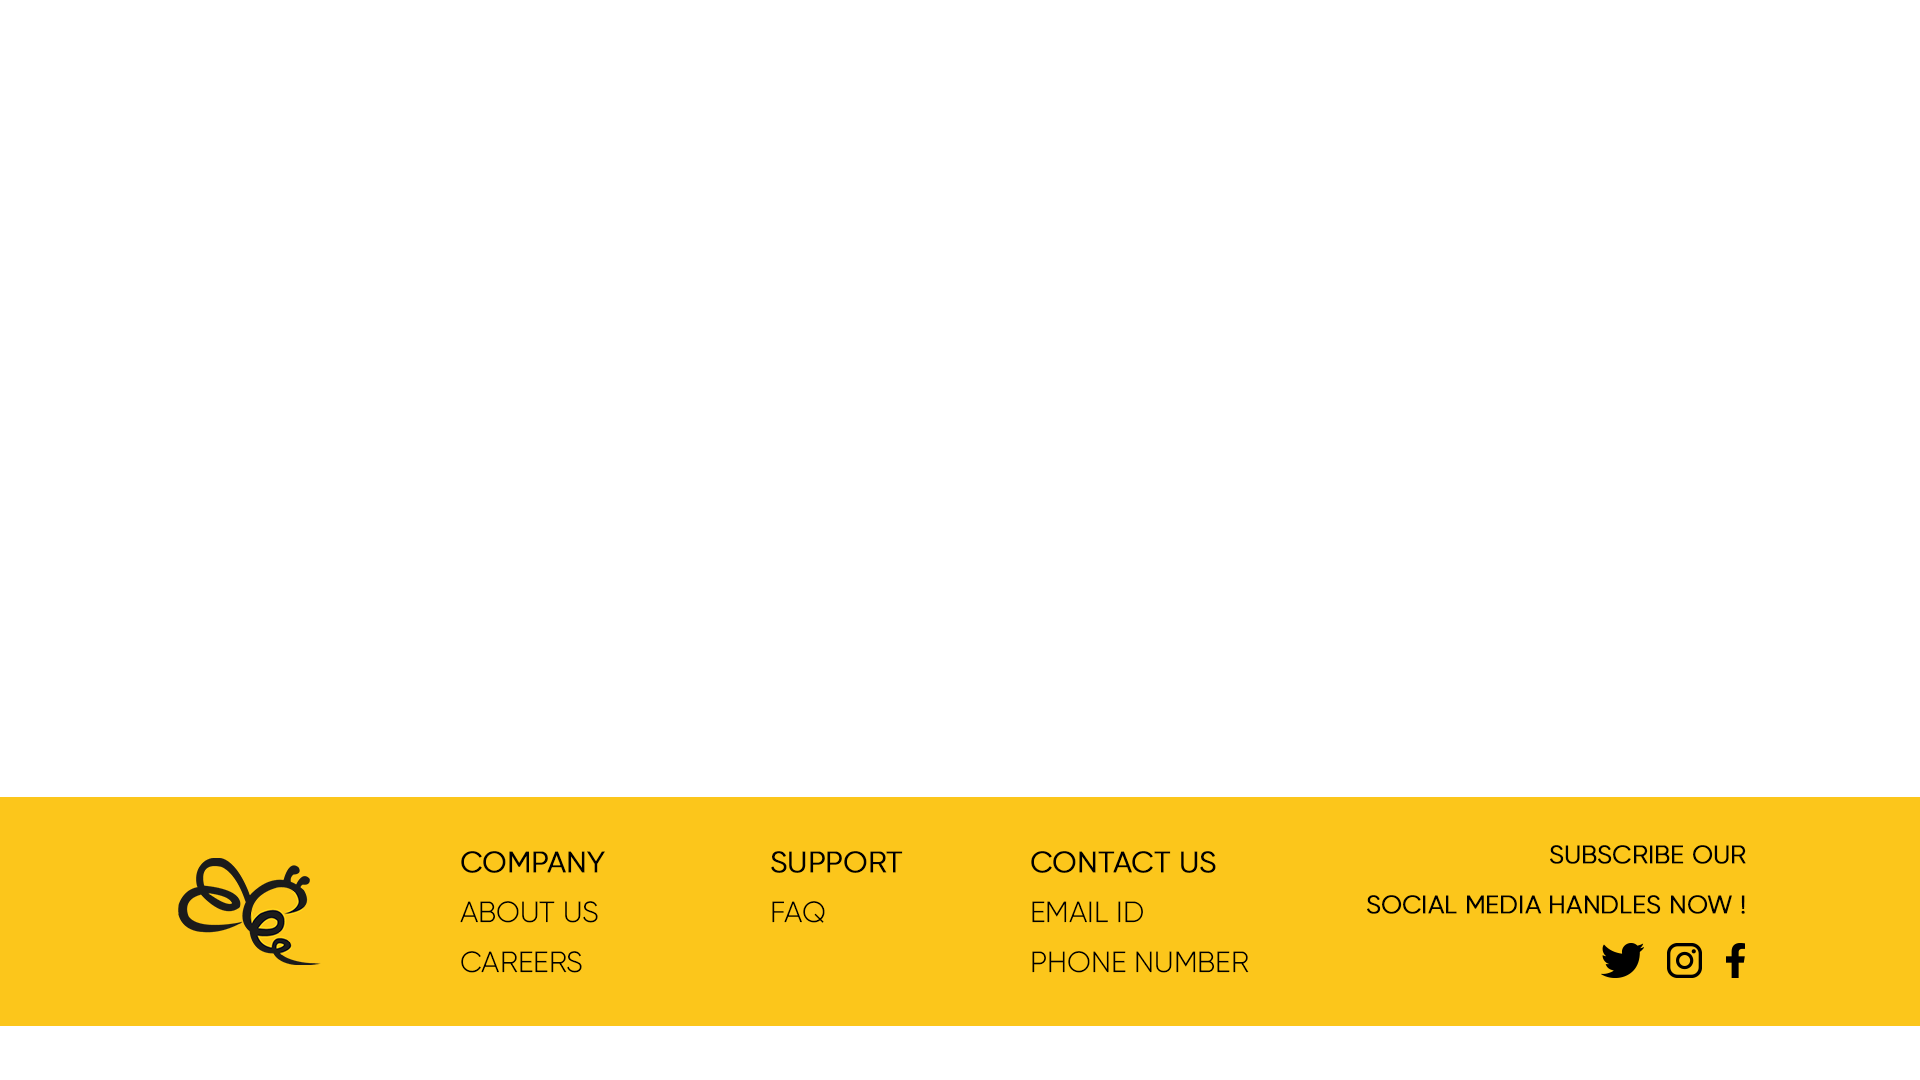 COMPANY
ABOUT US
CAREERS
SUPPORT
FAQ
CONTACT US
EMAIL ID
PHONE NUMBER
SUBSCRIBE OUR
SOCIAL MEDIA HANDLES NOW !